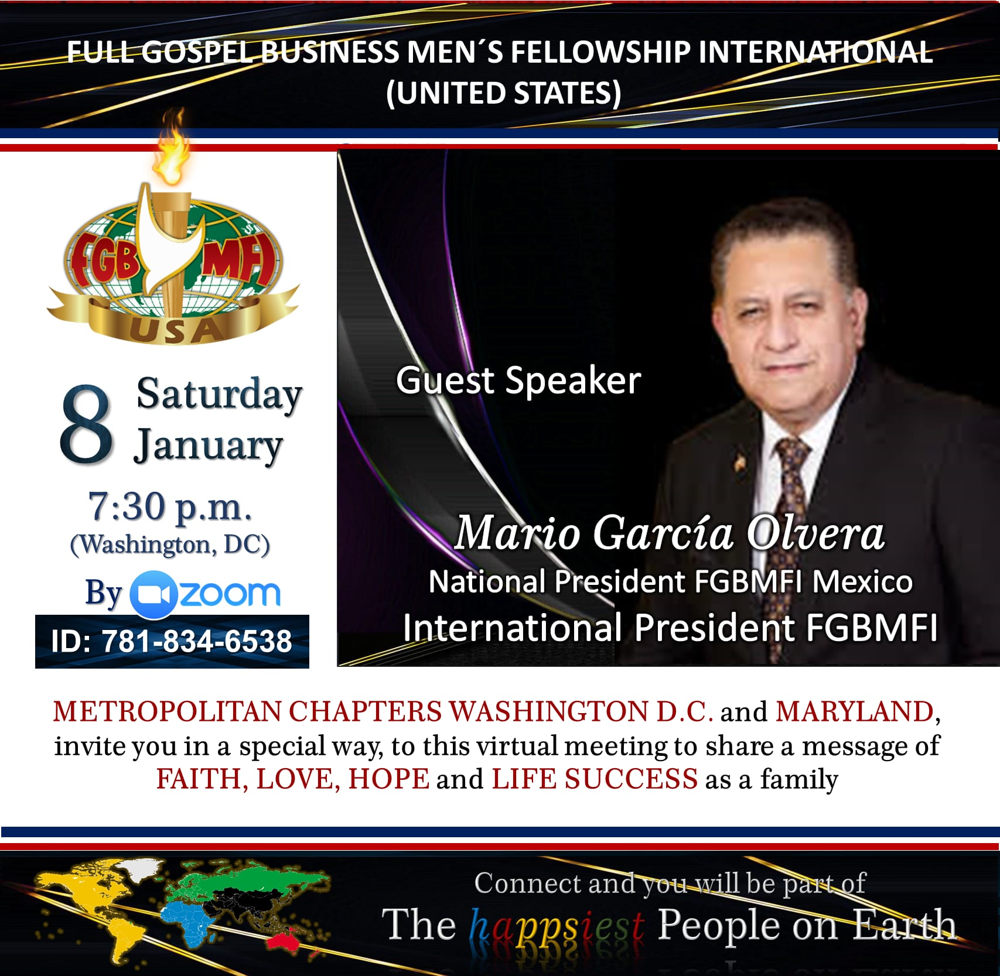 FULL GOSPEL BUSINESS MEN´S FELLOWSHIP INTERNATIONAL
(UNITED STATES)
FGB MFI
USA
8 Saturday
January
7:30 p.m.
(Washington, DC)
By zoom
ID: 781-834-6538
Guest Speaker
Mario García Olvera
National President FGBMFI Mexico
International President FGBMFI
METROPOLITAN CHAPTERS WASHINGTON D.C. and MARYLAND,
invite you in a special way, to this virtual meeting to share a message of
FAITH, LOVE, HOPE and LIFE SUCCESS as a family
Connect and you will be part of
The happsiest People on Earth